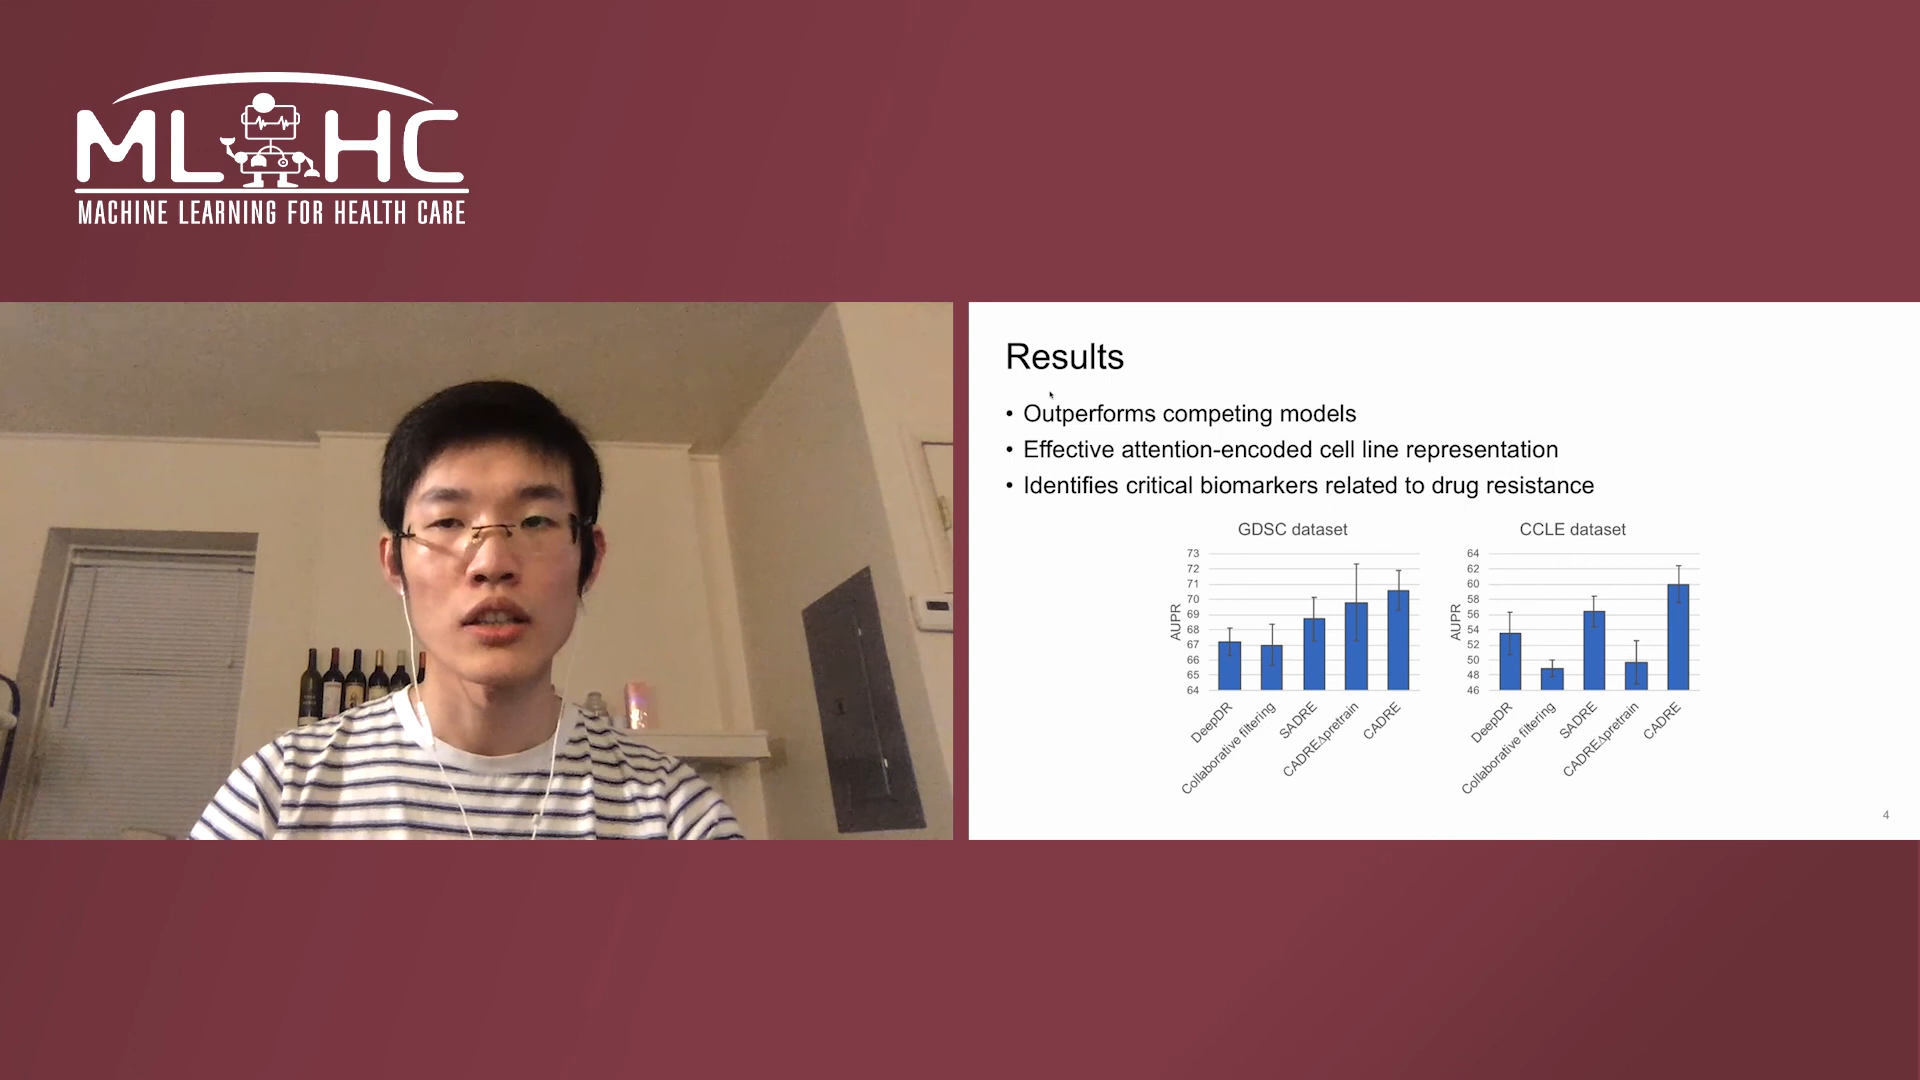 ML HC
MACHINE LEARNING FOR HEALTH CARE
Results
• Outperforms competing models
• Effective attention-encoded cell line representation
• Identifies critical biomarkers related to drug resistance
GDSC dataset
AUPR
73
72
71
70
69
68
67
66
65
64
DeepDR
Collaborative filtering
SADRE
CADREΔpretrain
CADRE
CCLE dataset
AUPR
64
62
60
58
56
54
52
50
48
46
DeepDR
Collaborative filtering
SADRE
CADREΔpretrain
CADRE
4